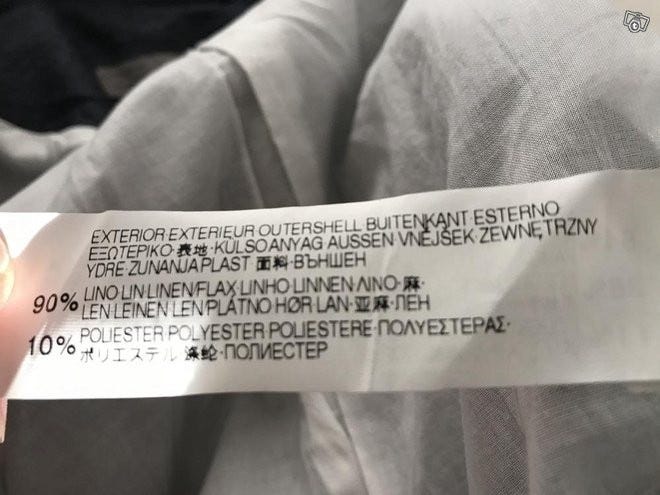 EXTERIOR·EXTERIEUR OUTERSHELL BUITENKANT·ESTERNO
ΕΞΩΤΕΡΙΚΟ·表地·KÜLSOANYAG AUSSEN VNĚJŠEK·ZEWNĘTRZNY
YDRE·ZUNANJA PLAST 面料·ВЪНШЕН
90% LINO·LIN·LINEN/FLAX·LINHO·LINNEN·ΛΙΝΟ·麻·
LEN·LEINEN·LEN PLÁTNO HØR·LAN·亚麻·ЛЕН
10% POLIESTER·POLYESTER·POLIESTERE·ΠΟΛΥΕΣΤΕΡΑΣ·
ポリエステル 涤纶·ПОЛИЕСТЕР